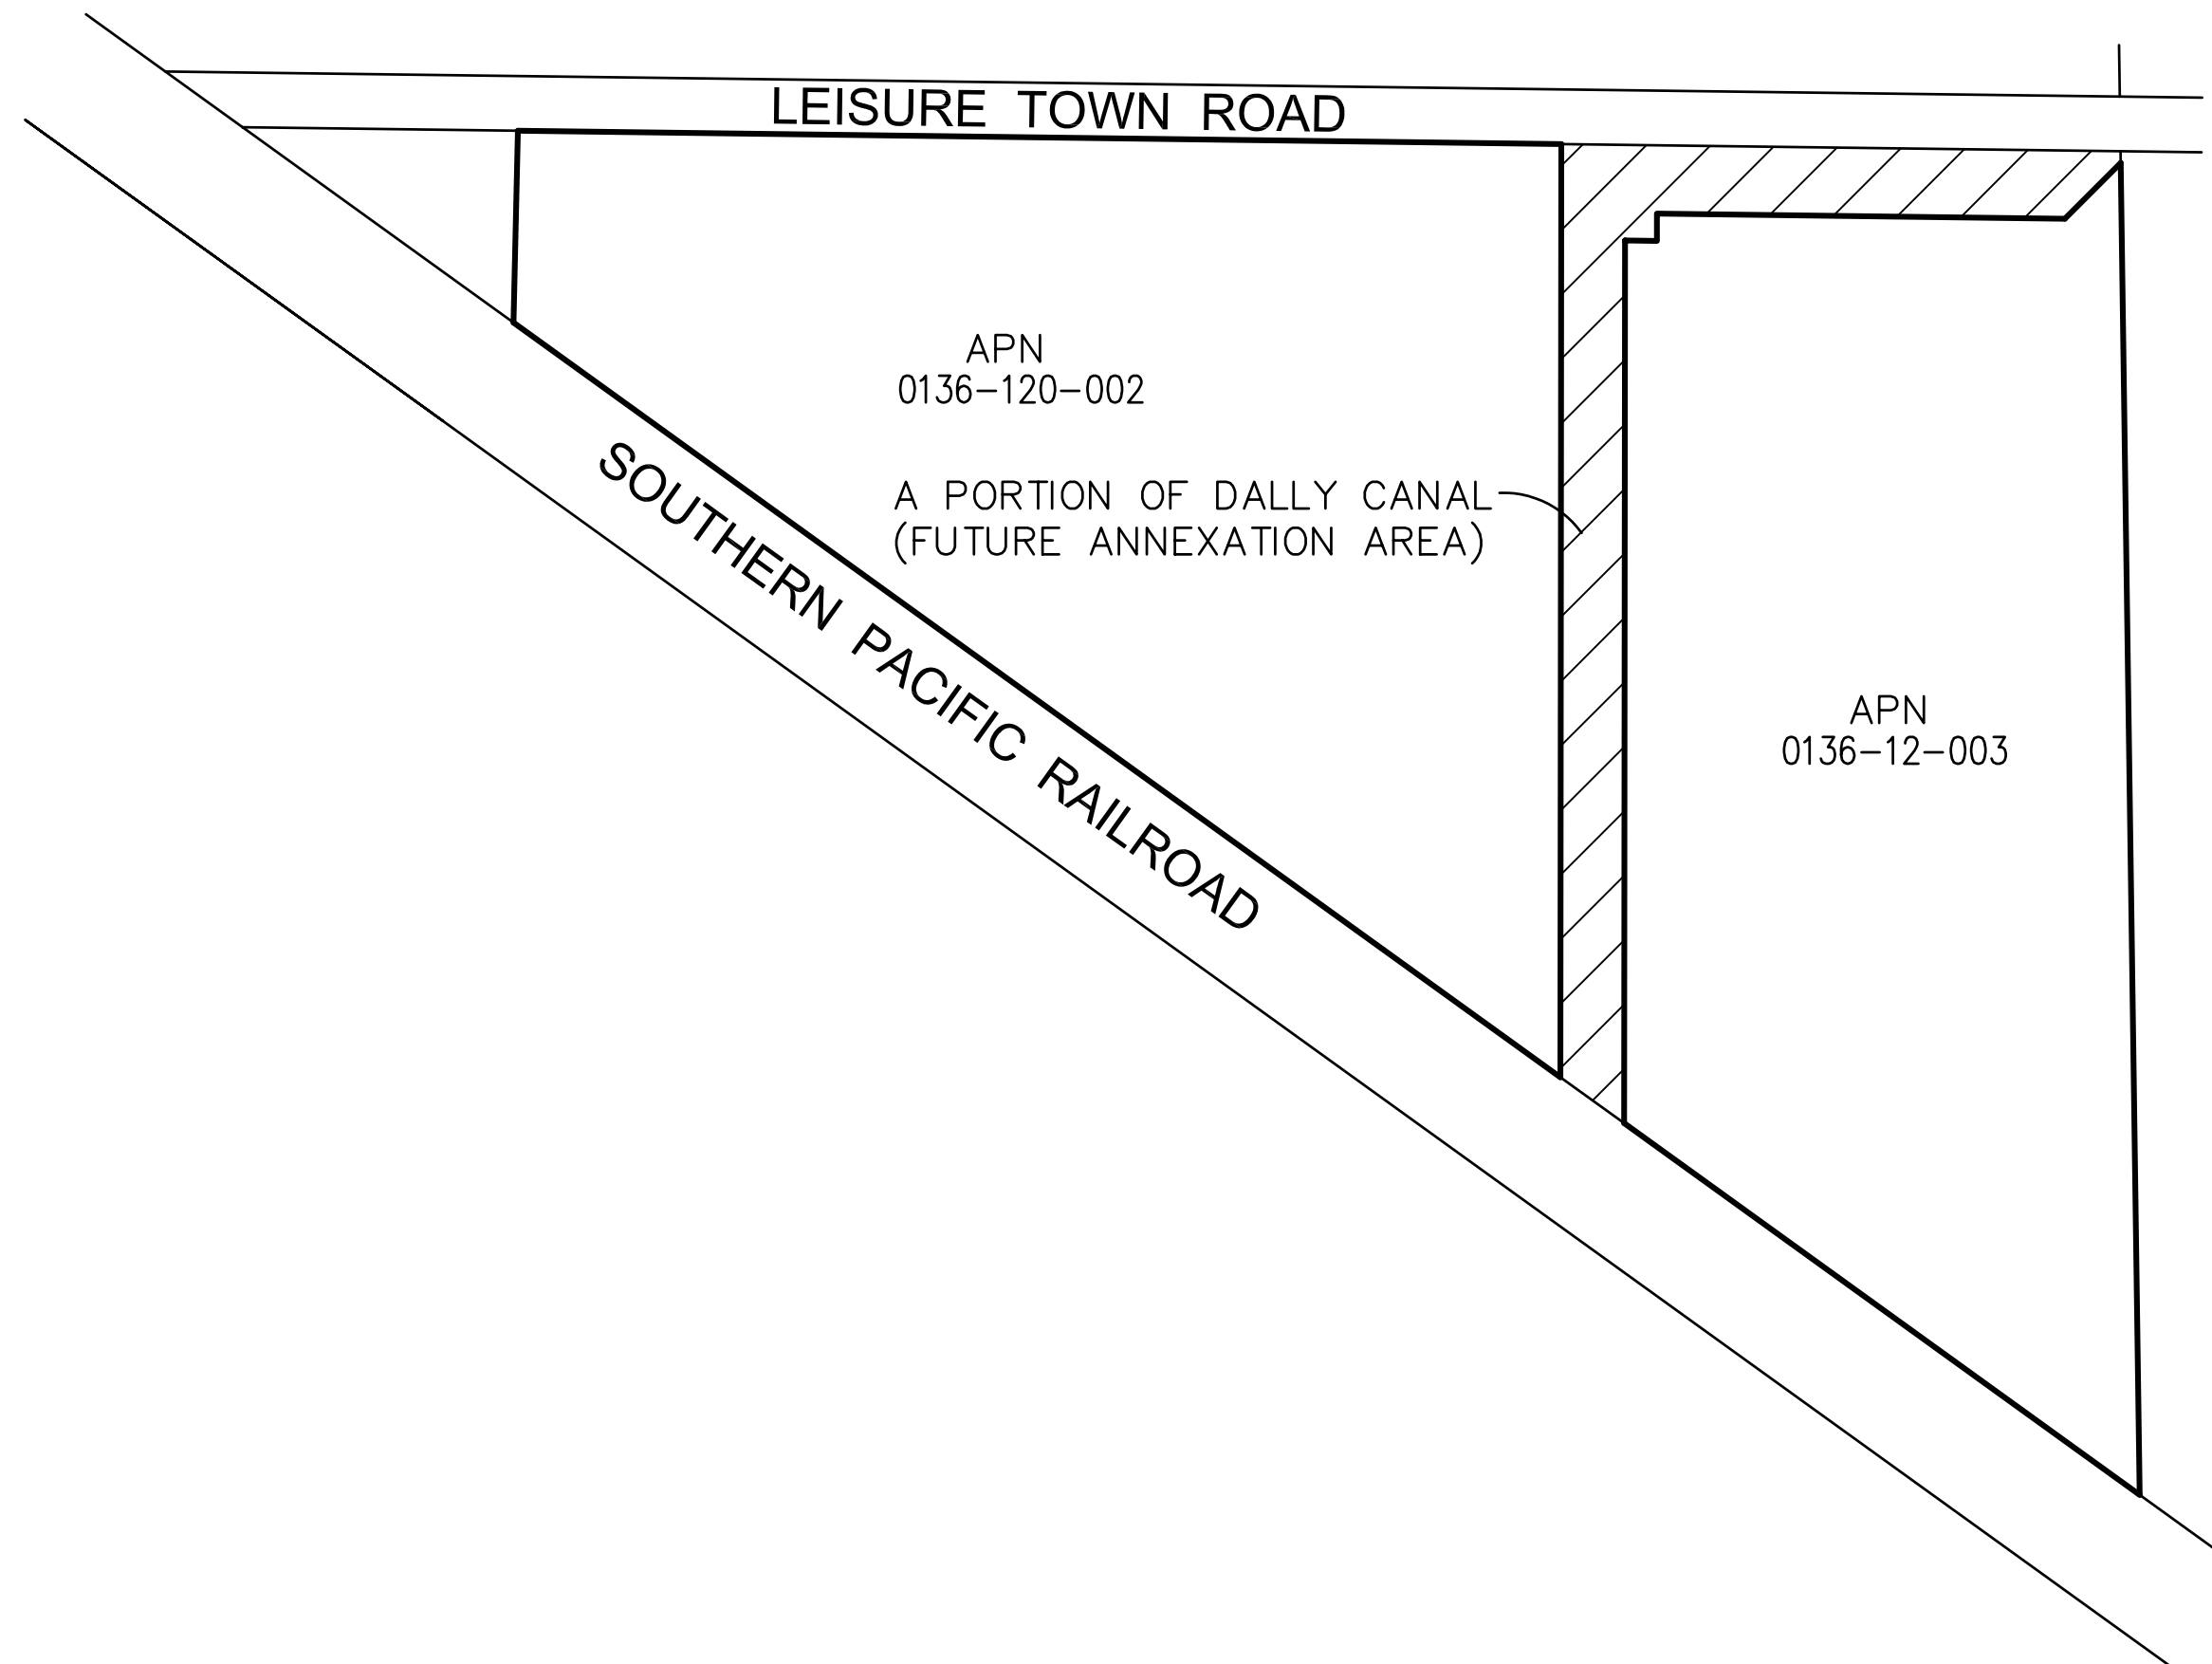 LEISURE TOWN ROAD
APN
0136-120-002
A PORTION OF DALLY CANAL
(FUTURE ANNEXATION AREA)
SOUTHERN PACIFIC RAILROAD
APN
0136-12-003